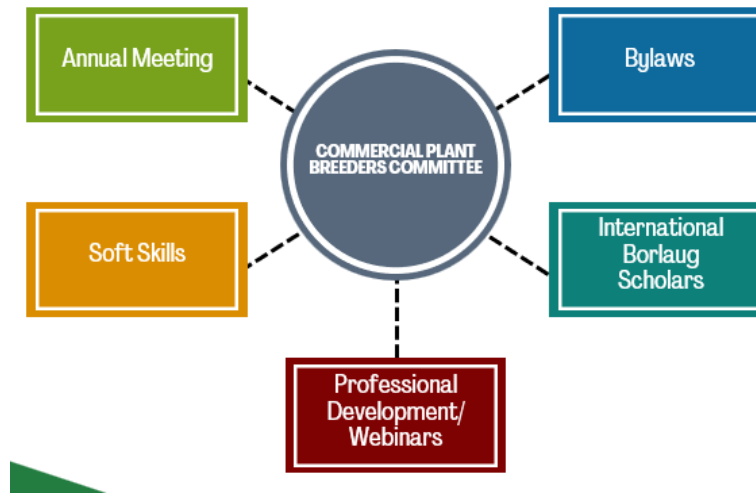 Annual Meeting
Bylaws
COMMERCIAL PLANT
BREEDERS COMMITTEE
Soft Skills
International
Borlaug
Scholars
Professional
Development/
Webinars